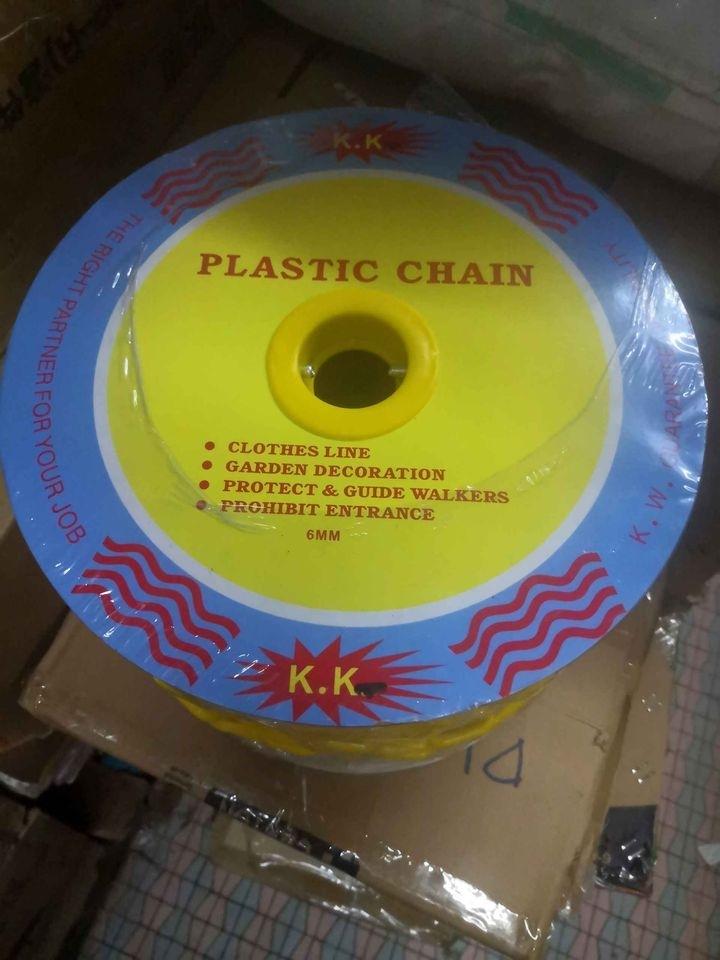 K.K
THE RIGHT PARTNER FOR YOUR JOB
PLASTIC CHAIN
• CLOTHES LINE
• GARDEN DECORATION
• PROTECT & GUIDE WALKERS
• PROHIBIT ENTRANCE
6MM
K. W. GUARANTEE
K.K